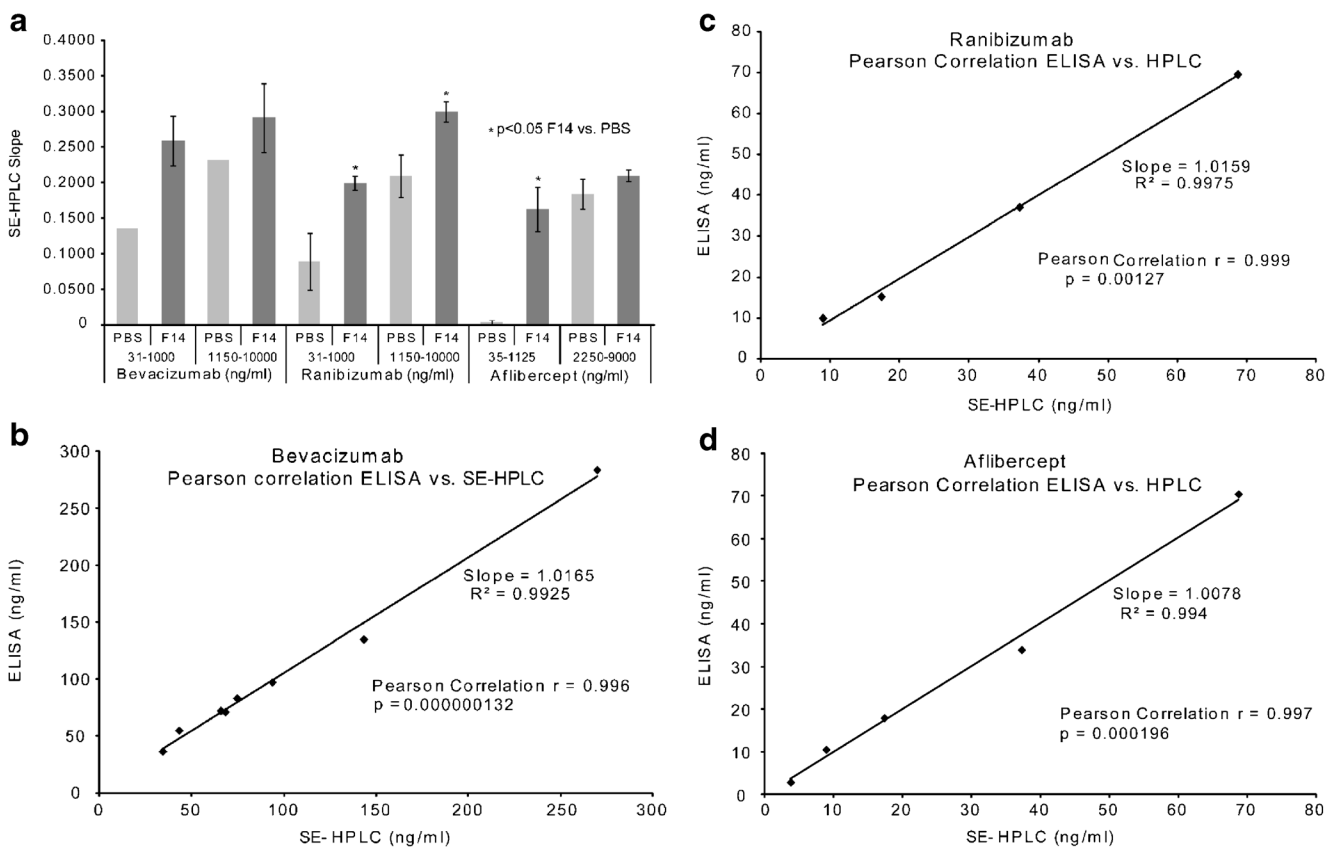 a
0.4000
0.3500
0.3000
0.2500
0.2000
0.1500
0.1000
0.0500
0
SE-HPLC Slope
* p<0.05 F14 vs. PBS
*
*
*
PBS F14 PBS F14 PBS F14 PBS F14 PBS F14 PBS F14
31-1000 1150-10000 31-1000 1150-10000 35-1125 2250-9000
Bevacizumab (ng/ml) Ranibizumab (ng/ml) Aflibercept (ng/ml)
b
Bevacizumab
Pearson correlation ELISA vs. SE-HPLC
300
250
200
150
100
50
0
ELISA (ng/ml)
Slope = 1.0165
R² = 0.9925
Pearson Correlation r = 0.996
p = 0.000000132
0 50 100 150 200 250 300
SE- HPLC (ng/ml)
c
Ranibizumab
Pearson Correlation ELISA vs. HPLC
80
70
60
50
40
30
20
10
0
ELISA (ng/ml)
Slope = 1.0159
R² = 0.9975
Pearson Correlation r = 0.999
p = 0.00127
0 10 20 30 40 50 60 70 80
SE-HPLC (ng/ml)
d
Aflibercept
Pearson Correlation ELISA vs. HPLC
80
70
60
50
40
30
20
10
0
ELISA (ng/ml)
Slope = 1.0078
R² = 0.994
Pearson Correlation r = 0.997
p = 0.000196
0 10 20 30 40 50 60 70 80
SE- HPLC (ng/ml)